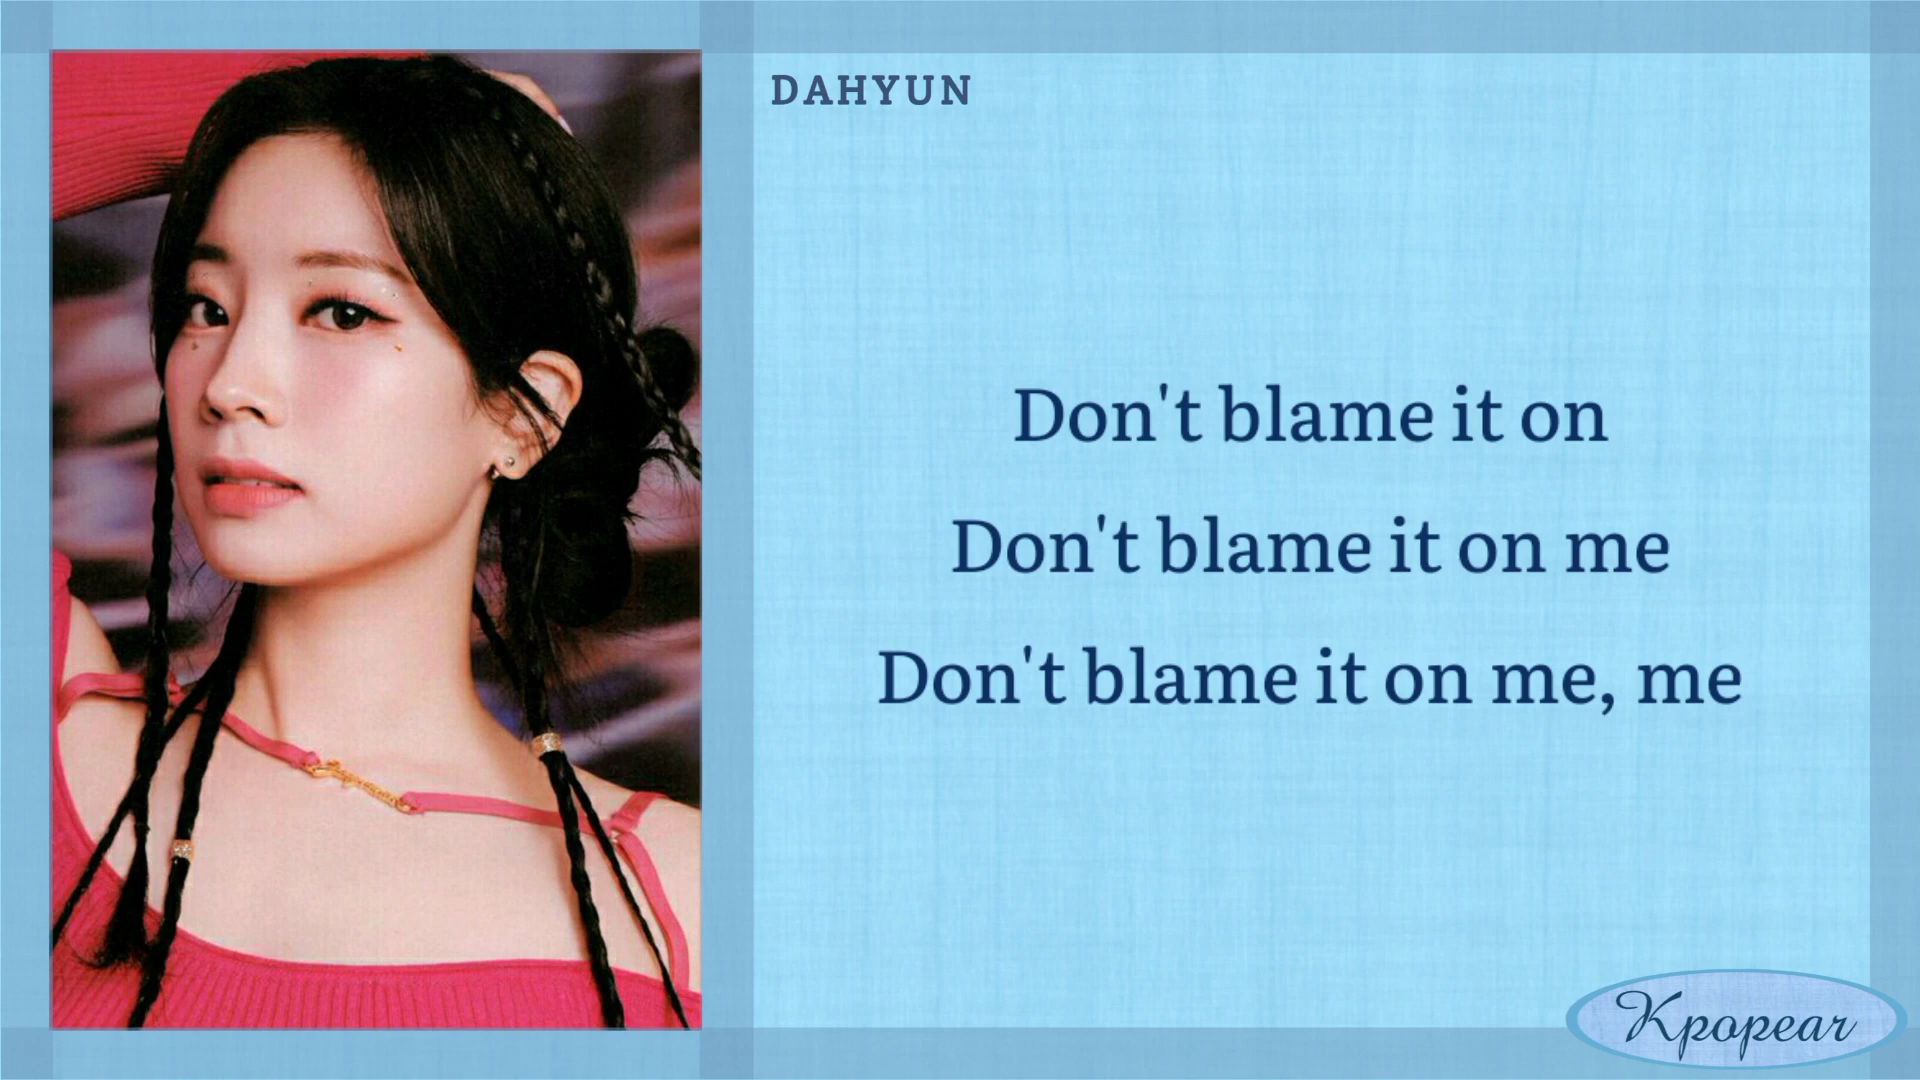 DAHYUN
Don't blame it on
Don't blame it on me
Don't blame it on me, me
Kpopear